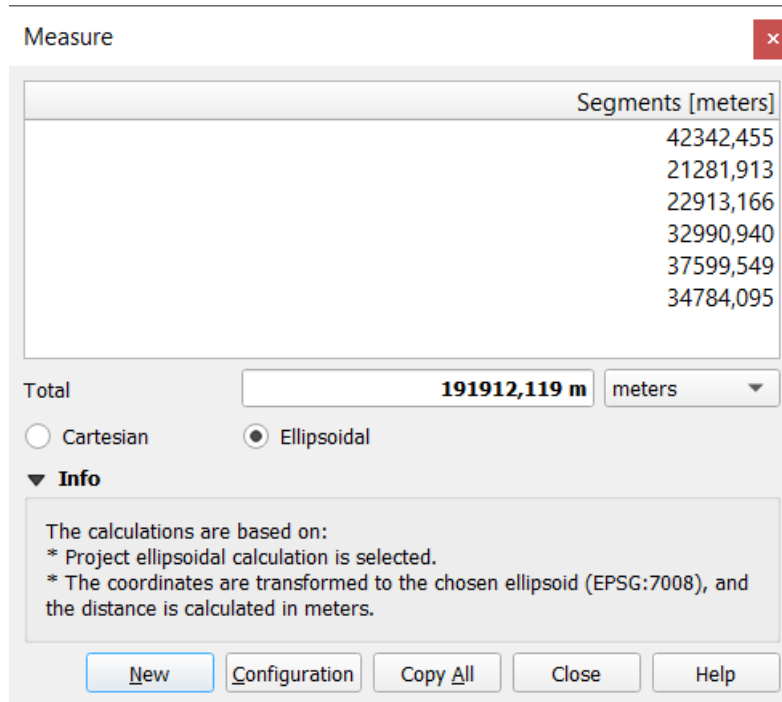 Measure
Segments [meters]
42342,455
21281,913
22913,166
32990,940
37599,549
34784,095
Total 191912,119 m meters
Cartesian Ellipsoidal
Info
The calculations are based on:
* Project ellipsoidal calculation is selected.
* The coordinates are transformed to the chosen ellipsoid (EPSG:7008), and
the distance is calculated in meters.
New Configuration Copy All Close Help